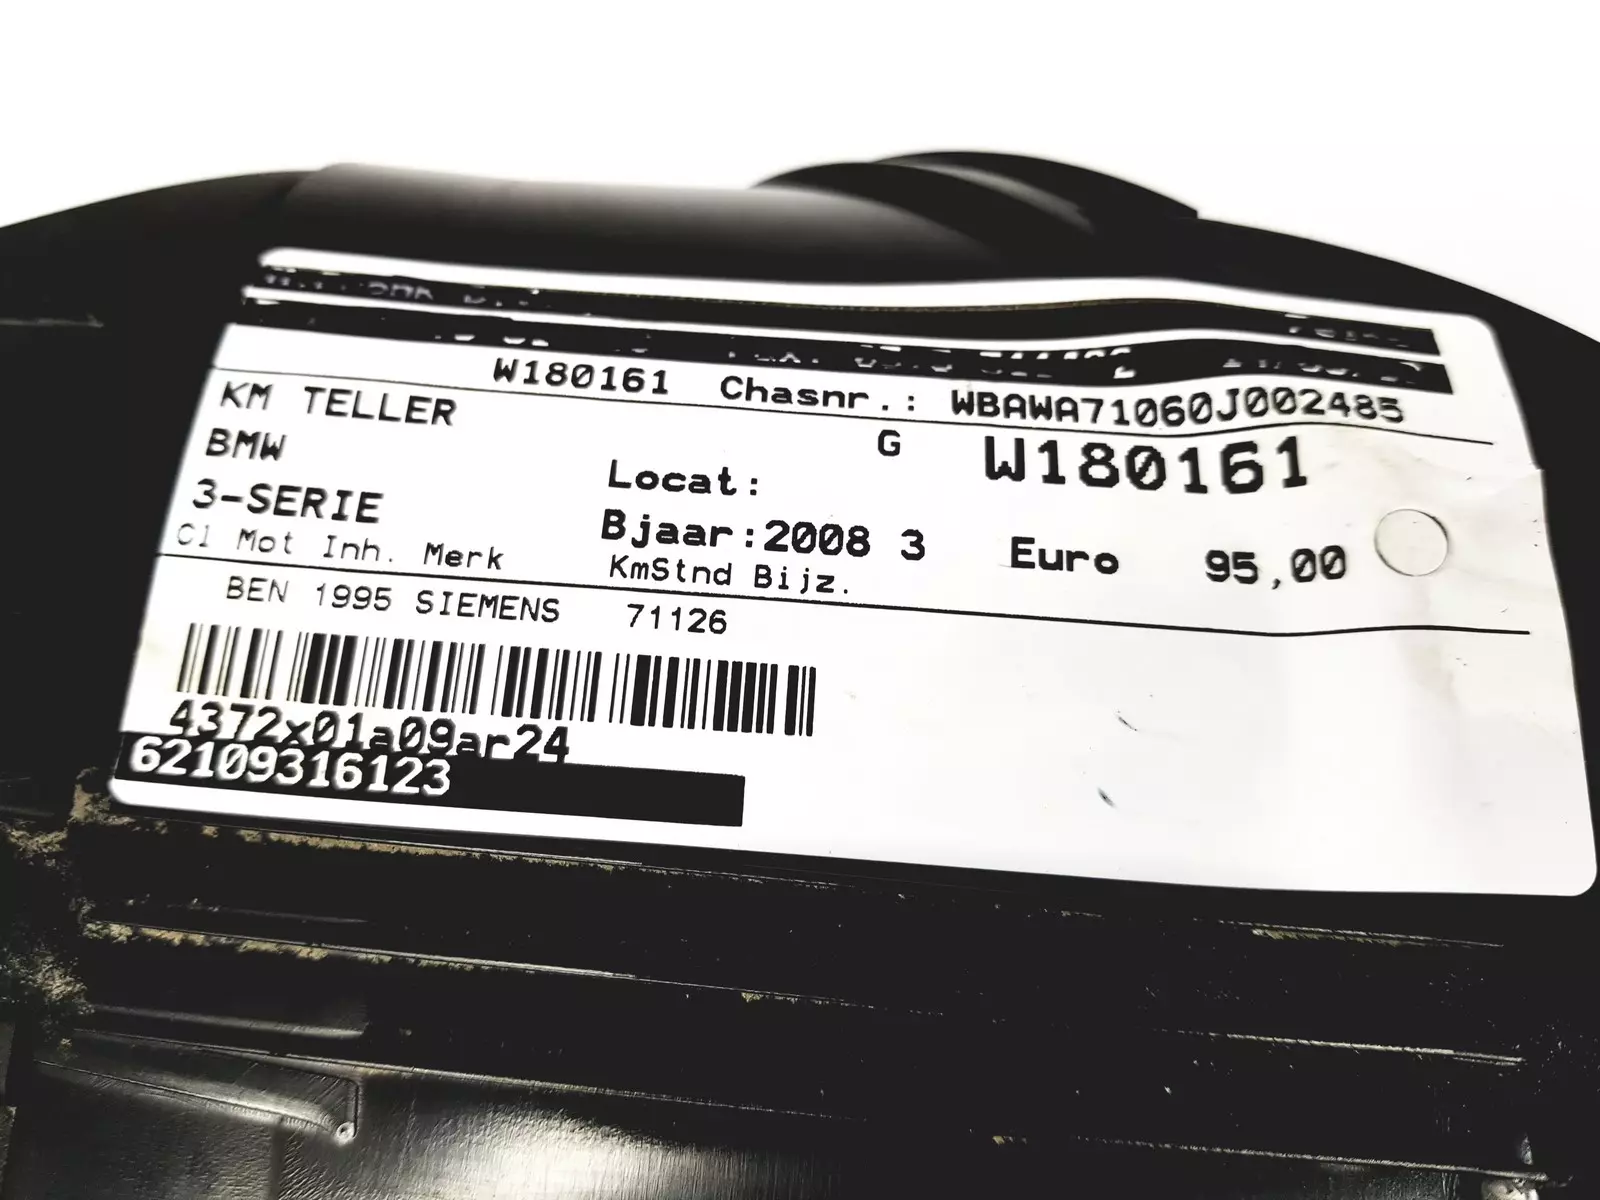 W180161 Chasnr.: WBAWA71060J002485
KM TELLER
G W180161
BMW
Locat:
3-SERIE
Bjaar:2008 3 Euro 95,00
Cl Mot Inh. Merk KmStnd Bijz.
BEN 1995 SIEMENS 71126
4372x01a09ar24
62109316123